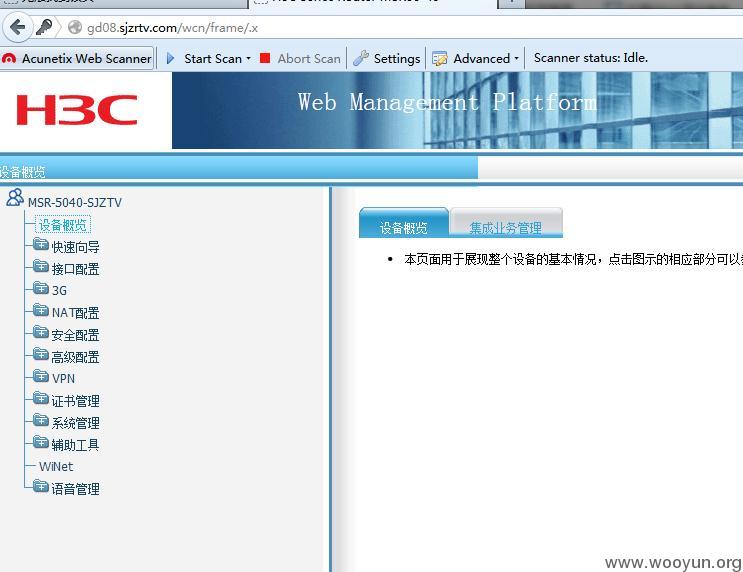 gd08.sjzrtv.com/wcn/frame/.x
Acunetix Web Scanner Start Scan Abort Scan Settings Advanced Scanner status: Idle.
H3C
Web Management Platform
设备概览
MSR-5040-SJZTV
设备概览
快速向导
接口配置
3G
NAT配置
安全配置
高级配置
VPN
证书管理
系统管理
辅助工具
WiNet
语音管理
设备概览 集成业务管理
本页面用于展现整个设备的基本情况，点击图示的相应部分可以
www.wooyun.org